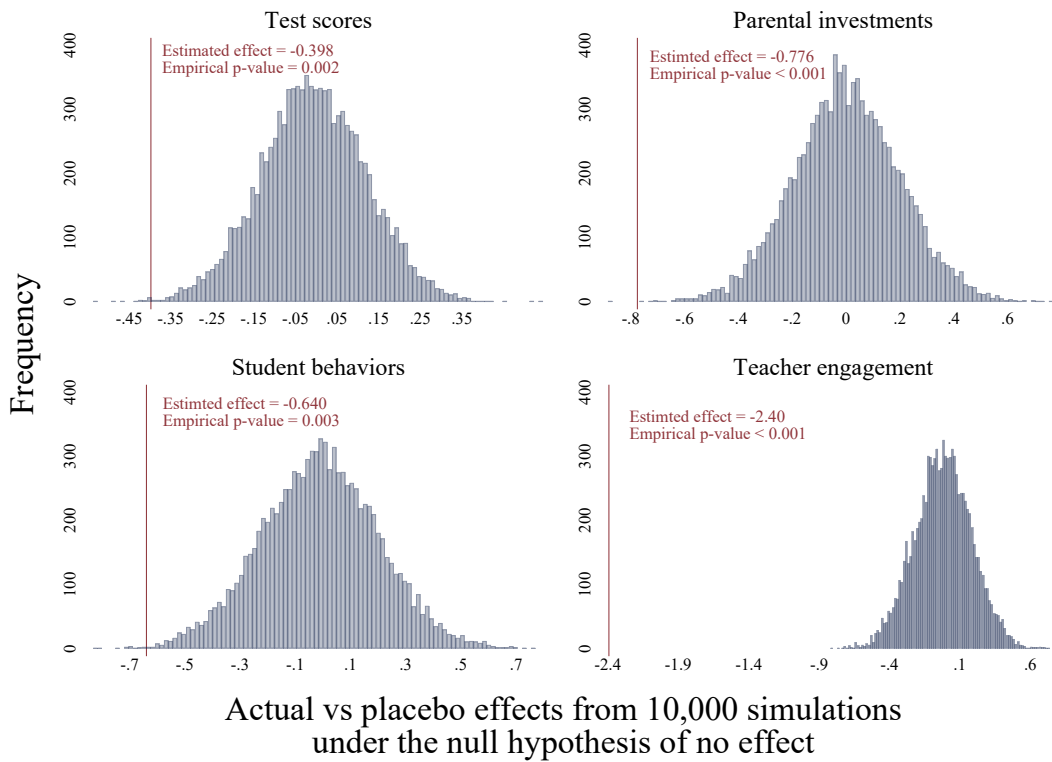 Test scores
Estimated effect = -0.398
Empirical p-value = 0.002
400
300
200
100
0
-.45 -.35 -.25 -.15 -.05 .05 .15 .25 .35
Parental investments
Estimted effect = -0.776
Empirical p-value < 0.001
400
300
200
100
0
-.8 -.6 -.4 -.2 0 .2 .4 .6
Frequency
Student behaviors
Estimted effect = -0.640
Empirical p-value = 0.003
400
300
200
100
0
-.7 -.5 -.3 -.1 .1 .3 .5 .7
Teacher engagement
Estimted effect = -2.40
Empirical p-value < 0.001
400
300
200
100
0
-2.4 -1.9 -1.4 -.9 -.4 .1 .6
Actual vs placebo effects from 10,000 simulations
under the null hypothesis of no effect